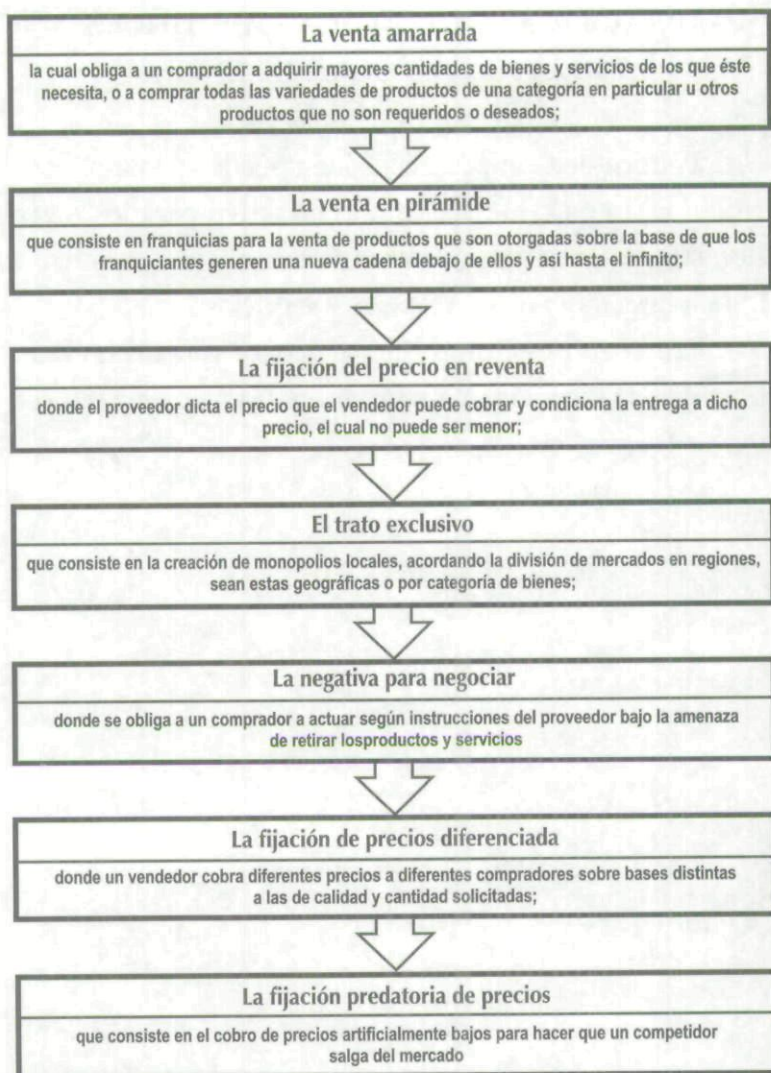 La venta amarrada
la cual obliga a un comprador a adquirir mayores cantidades de bienes y servicios de los que éste
necesita, o a comprar todas las variedades de productos de una categoría en particular u otros
productos que no son requeridos o deseados;
La venta en pirámide
que consiste en franquicias para la venta de productos que son otorgadas sobre la base de que los
franquiciantes generen una nueva cadena debajo de ellos y así hasta el infinito;
La fijación del precio en reventa
donde el proveedor dicta el precio que el vendedor puede cobrar y condiciona la entrega a dicho
precio, el cual no puede ser menor;
El trato exclusivo
que consiste en la creación de monopolios locales, acordando la división de mercados en regiones,
sean estas geográficas o por categoría de bienes;
La negativa para negociar
donde se obliga a un comprador a actuar según instrucciones del proveedor bajo la amenaza
de retirar losproductos y servicios
La fijación de precios diferenciada
donde un vendedor cobra diferentes precios a diferentes compradores sobre bases distintas
a las de calidad y cantidad solicitadas;
La fijación predatoria de precios
que consiste en el cobro de precios artificialmente bajos para hacer que un competidor
salga del mercado